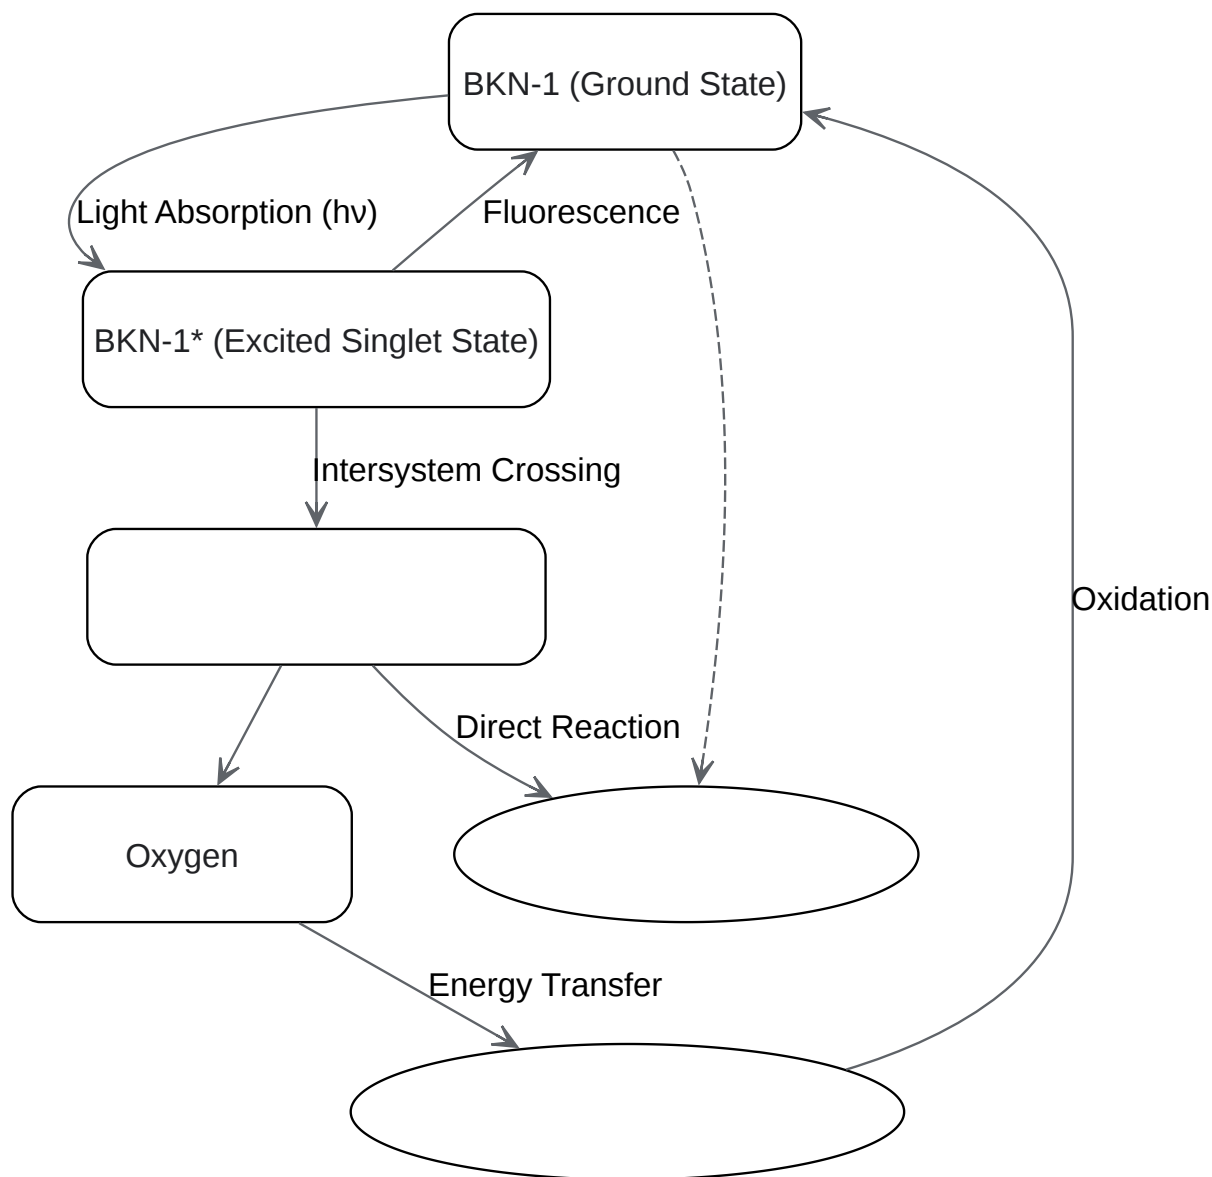 BKN-1 (Ground State)
Light Absorption (hν)
Fluorescence
BKN-1* (Excited Singlet State)
Intersystem Crossing
Oxidation
Direct Reaction
Oxygen
Energy Transfer